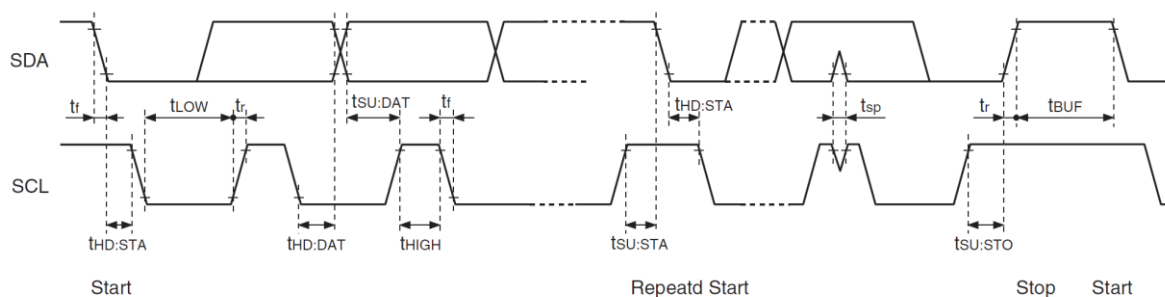 SDA
tf tLOW tr tSU:DAT tf tHD:STA tsp tr tBUF
SCL
tHD:STA tHD:DAT tHIGH tSU:STA tSU:STO
Start Repeatd Start Stop Start